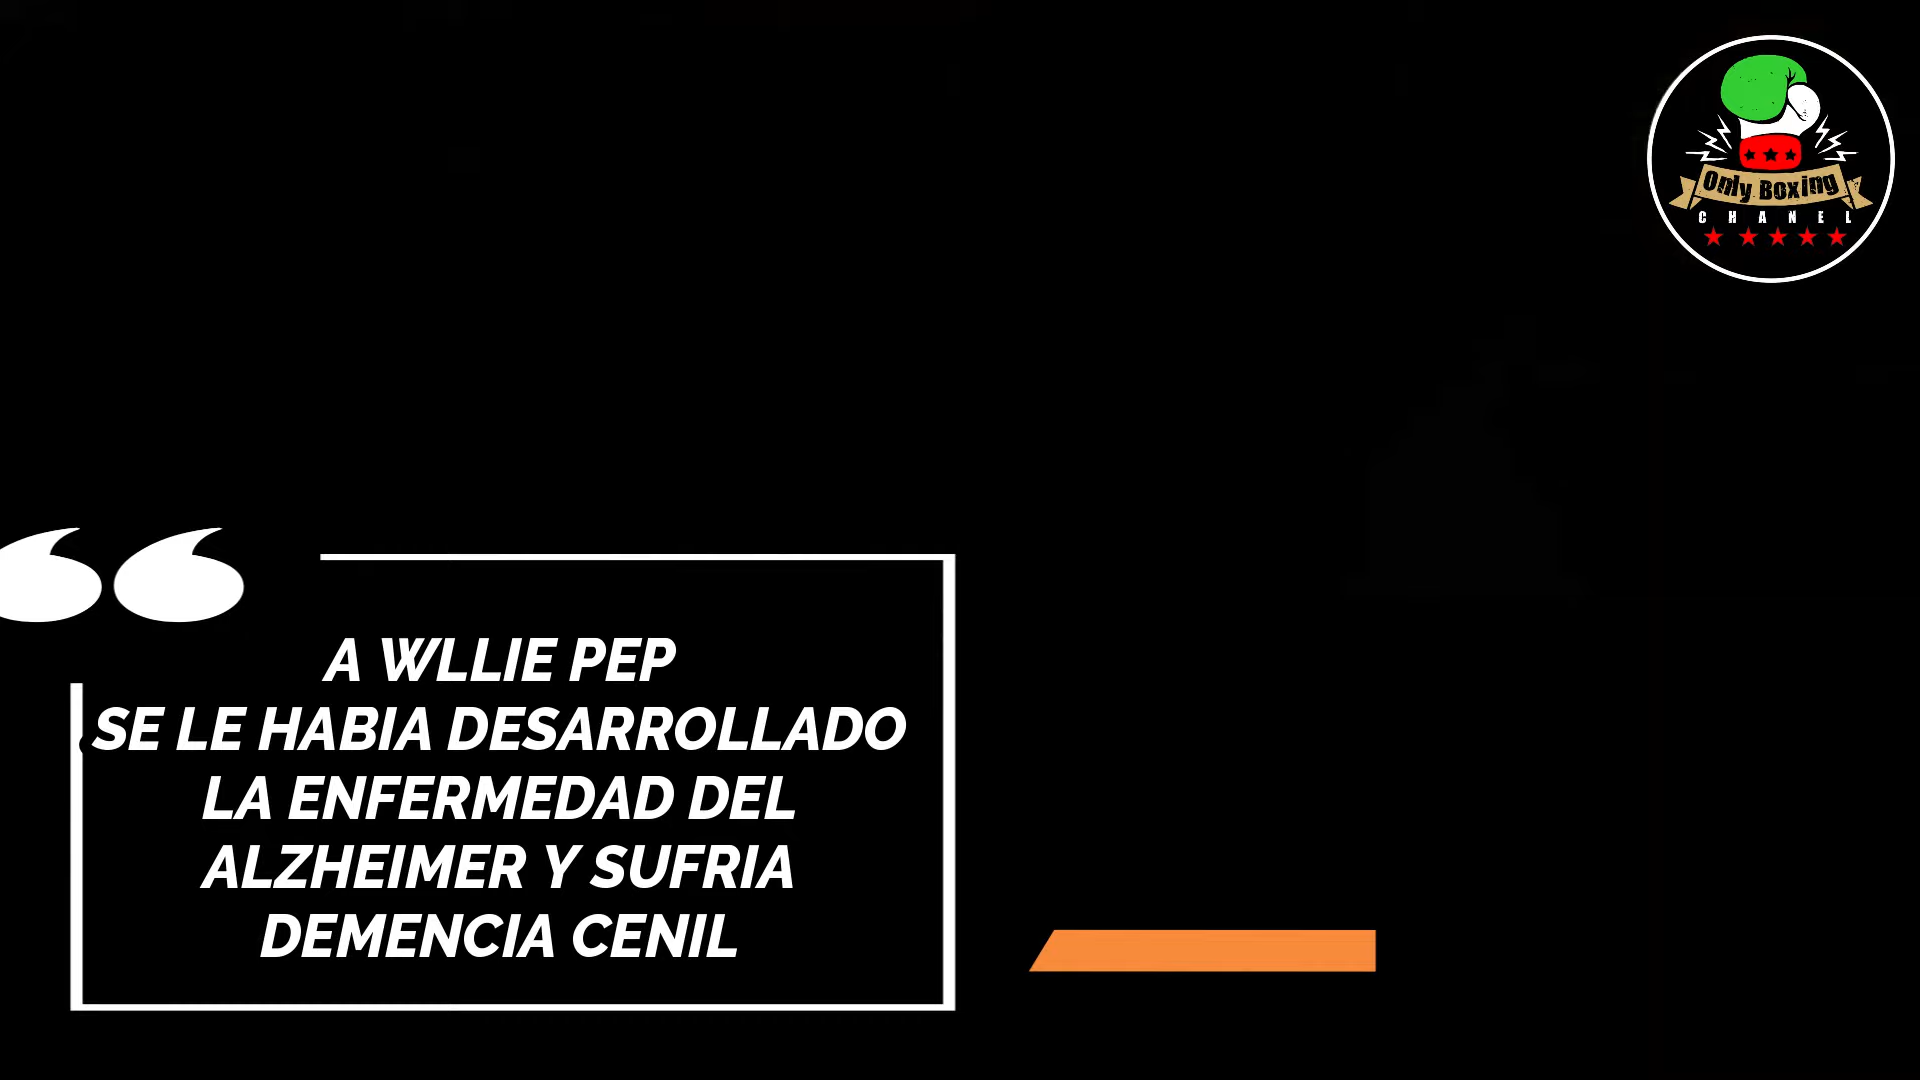 Only Boxing
CHANEL
A WLLIE PEP
SE LE HABIA DESARROLLADO
LA ENFERMEDAD DEL
ALZHEIMER Y SUFRIA
DEMENCIA CENIL